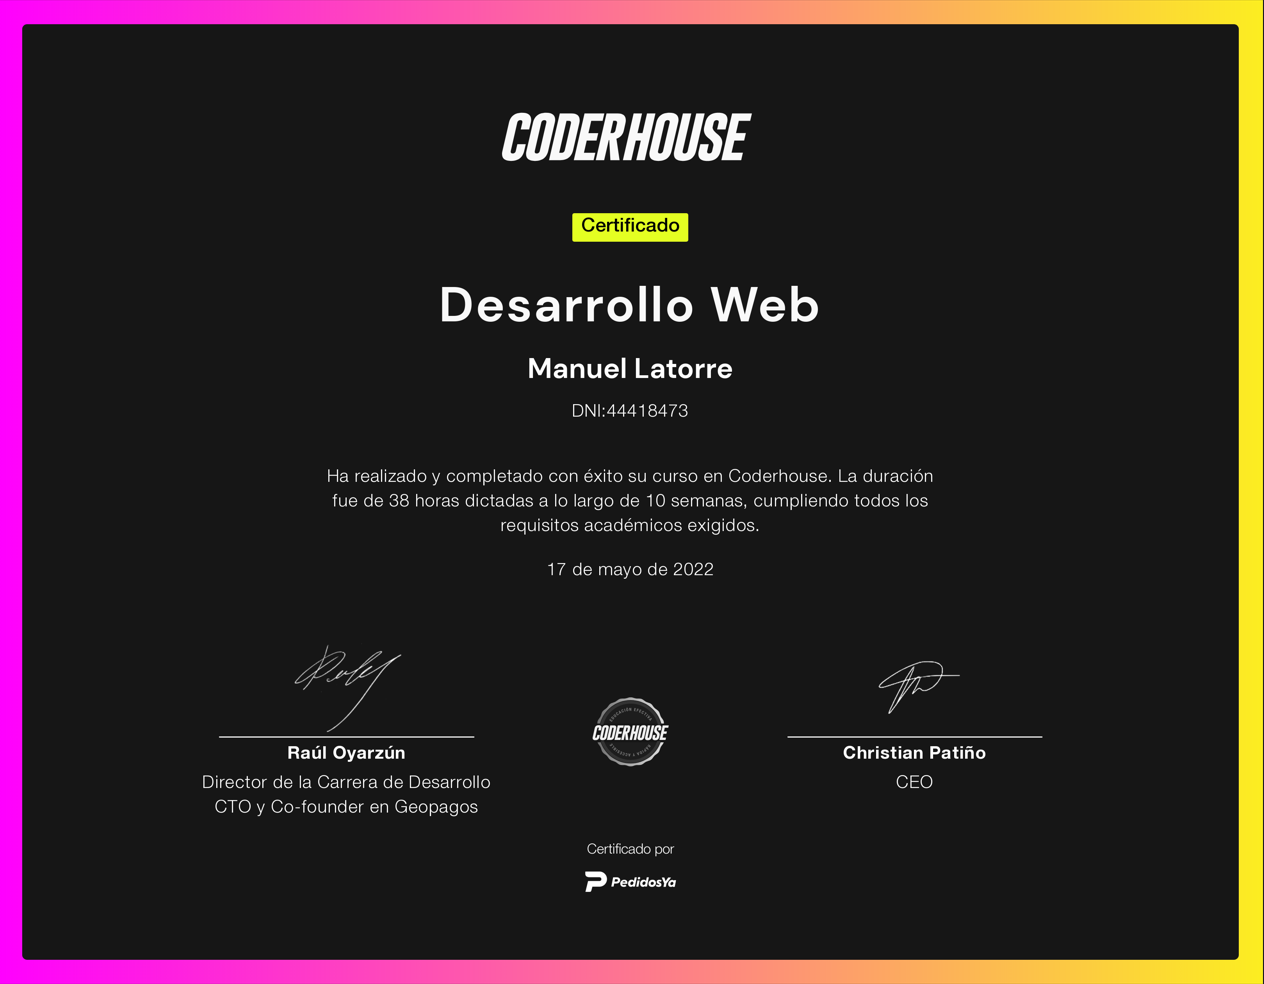 CODERHOUSE
Certificado
Desarrollo Web
Manuel Latorre
DNI:44418473
Ha realizado y completado con éxito su curso en Coderhouse. La duración
fue de 38 horas dictadas a lo largo de 10 semanas, cumpliendo todos los
requisitos académicos exigidos.
17 de mayo de 2022
EDUCACIÓN EFECTIVA
CODERHOUSE
Raúl Oyarzún
Director de la Carrera de Desarrollo
CTO y Co-founder en Geopagos
Christian Patiño
CEO
Certificado por
PedidosYa